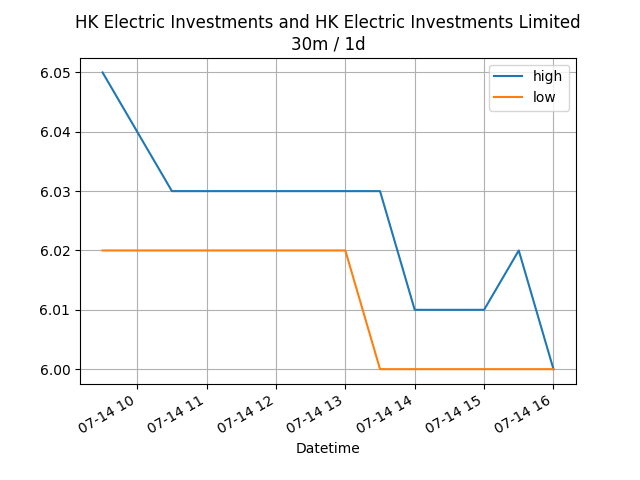 HK Electric Investments and HK Electric Investments Limited
30m / 1d
high
low
6.05
6.04
6.03
6.02
6.01
6.00
07-14 10
07-14 11
07-14 12
07-14 13
07-14 14
07-14 15
07-14 16
Datetime